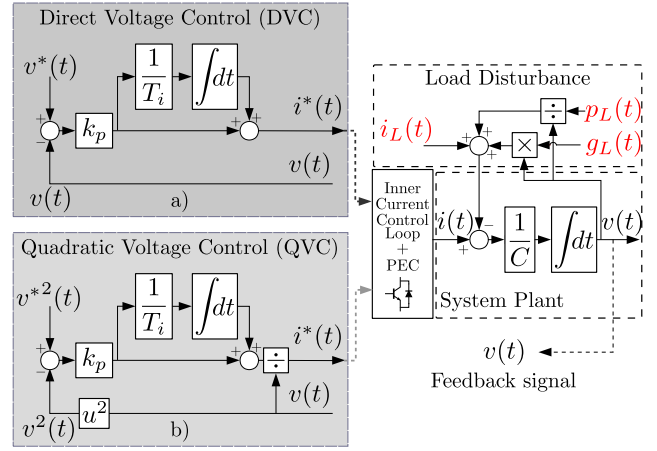 Direct Voltage Control (DVC)
v*(t)
+
−
k_p
1/T_i
∫dt
+
+
i*(t)
v(t)
v(t)
a)
Quadratic Voltage Control (QVC)
v*²(t)
+
−
k_p
1/T_i
∫dt
+
+
÷
i*(t)
v(t)
v²(t)
u²
b)
Load Disturbance
÷
p_L(t)
i_L(t)
+
+
+
×
g_L(t)
Inner
Current
Control
Loop
+
PEC
i(t)
−
+
1/C
∫dt
v(t)
System Plant
v(t)
Feedback signal